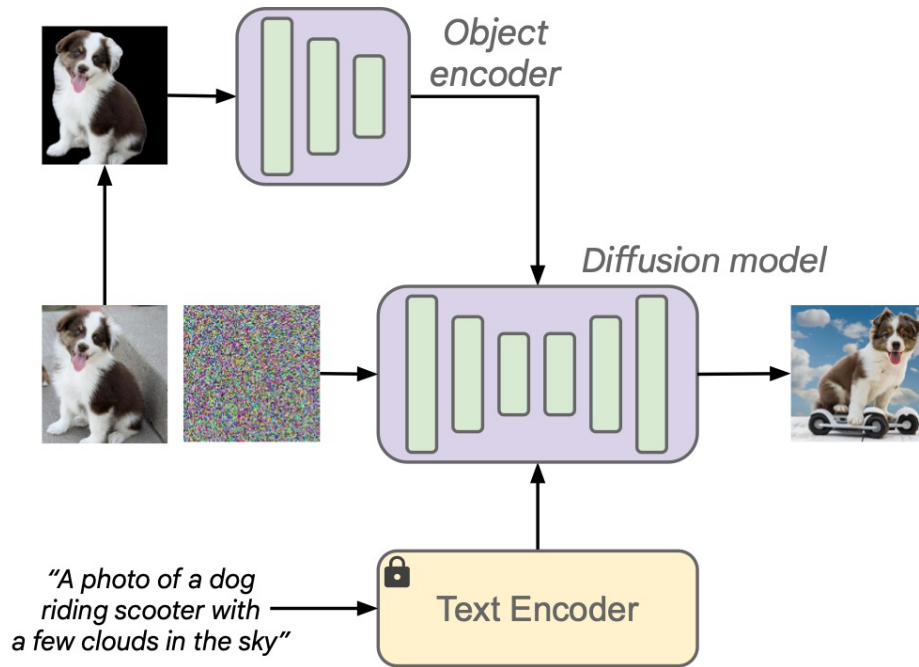 Object
encoder
Diffusion model
“A photo of a dog
riding scooter with
a few clouds in the sky”
Text Encoder